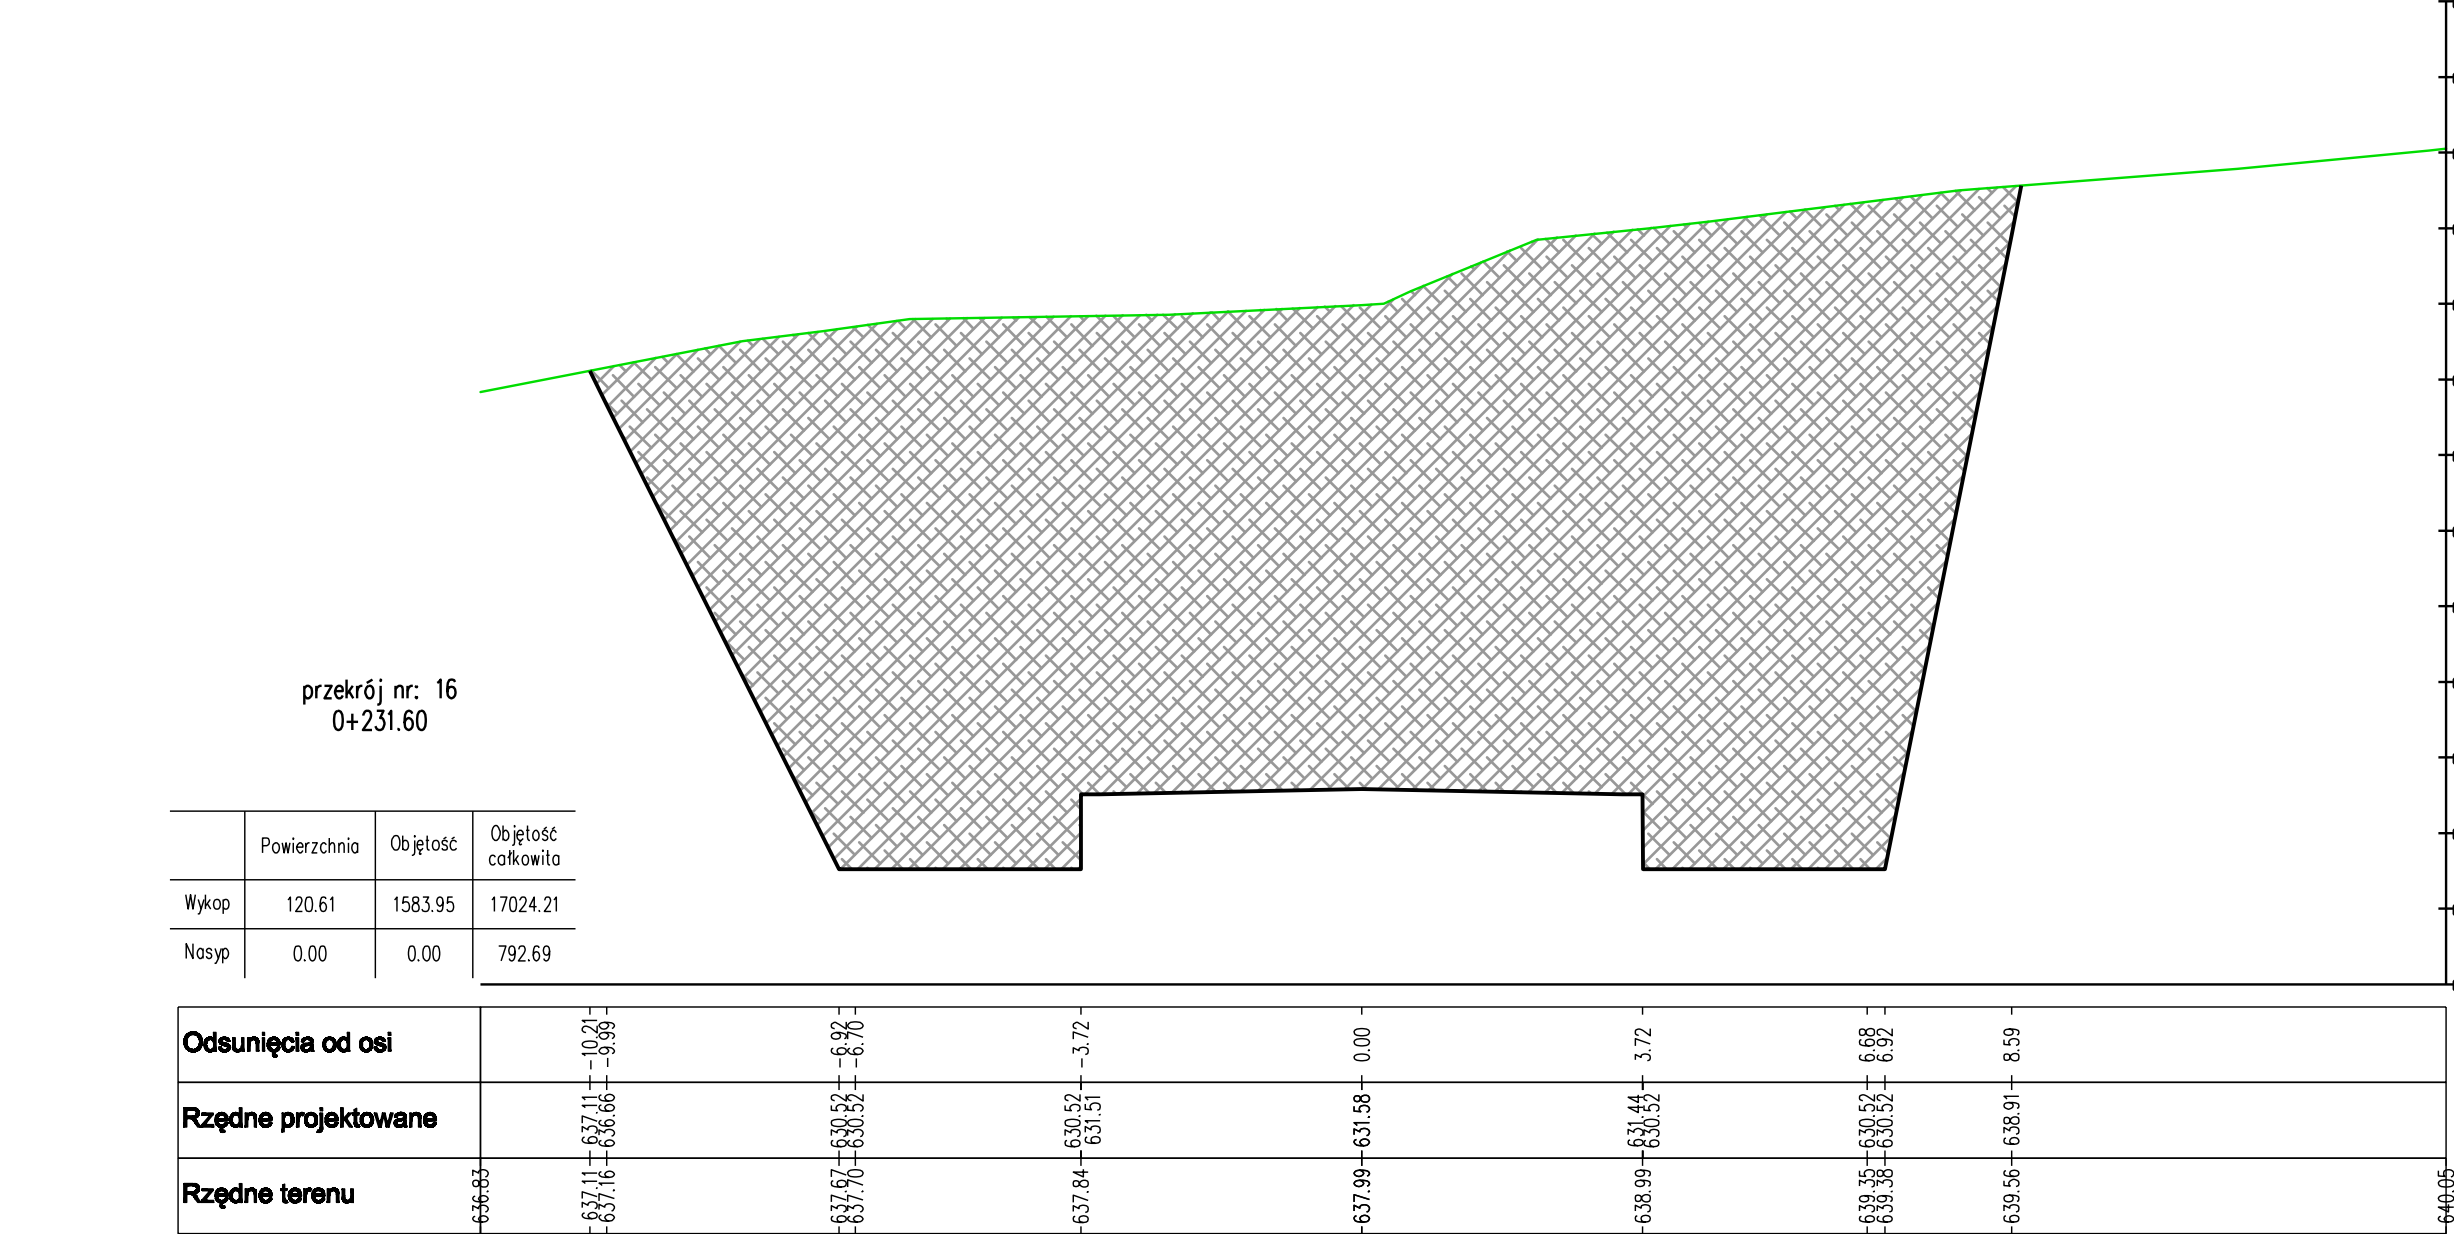 przekrój nr: 16
0+231.60
Powierzchnia Objętość Objętość całkowita
Wykop 120.61 1583.95 17024.21
Nasyp 0.00 0.00 792.69
Odsunięcia od osi -10.21 -9.99 -6.92 -6.70 -3.72 0.00 3.72 6.68 6.92 8.59
Rzędne projektowane 637.11 636.66 630.52 630.52 630.52 631.51 631.58 631.44 630.52 630.52 630.52 638.91
Rzędne terenu 636.83 637.11 637.16 637.67 637.70 637.84 637.99 638.99 639.35 639.38 639.56 640.05